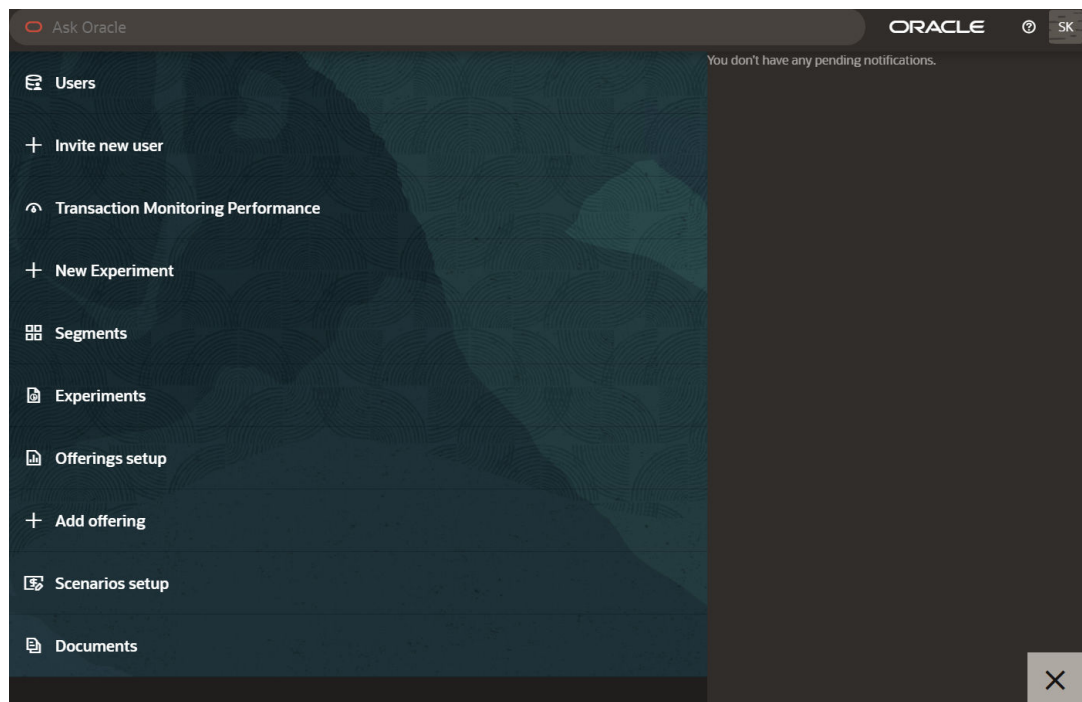 Ask Oracle
ORACLE
SK
You don't have any pending notifications.
Users
Invite new user
Transaction Monitoring Performance
New Experiment
Segments
Experiments
Offerings setup
Add offering
Scenarios setup
Documents